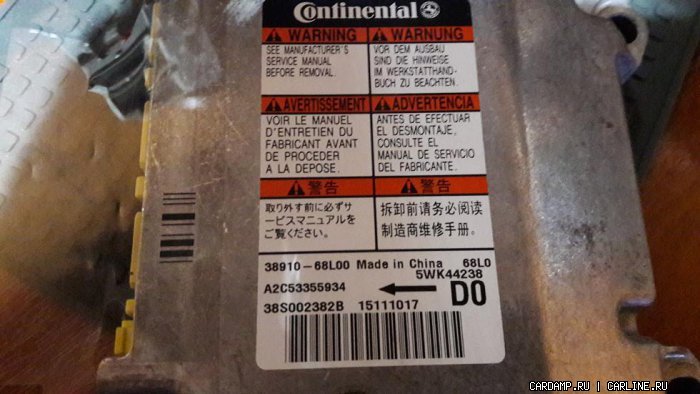 Continental
WARNING
SEE MANUFACTURER'S
SERVICE MANUAL
BEFORE REMOVAL.
WARNUNG
VOR DEM AUSBAU
SIND DIE HINWEISE
IM WERKSTATTHAND-
BUCH ZU BEACHTEN.
AVERTISSEMENT
VOIR LE MANUEL
D'ENTRETIEN DU
FABRICANT AVANT
DE PROCEDER
A LA DEPOSE.
ADVERTENCIA
ANTES DE EFECTUAR
EL DESMONTAJE,
CONSULTE EL
MANUAL DE SERVICIO
DEL FABRICANTE.
警告
取り外す前に必ずサ
ービスマニュアルを
ご覧ください。
警告
拆卸前请务必阅读
制造商维修手册.
38910-68L00 Made in China 68L0
5WK44238
A2C53355934
D0
38S002382B 15111017
CARDAMP.RU | CARLINE.RU